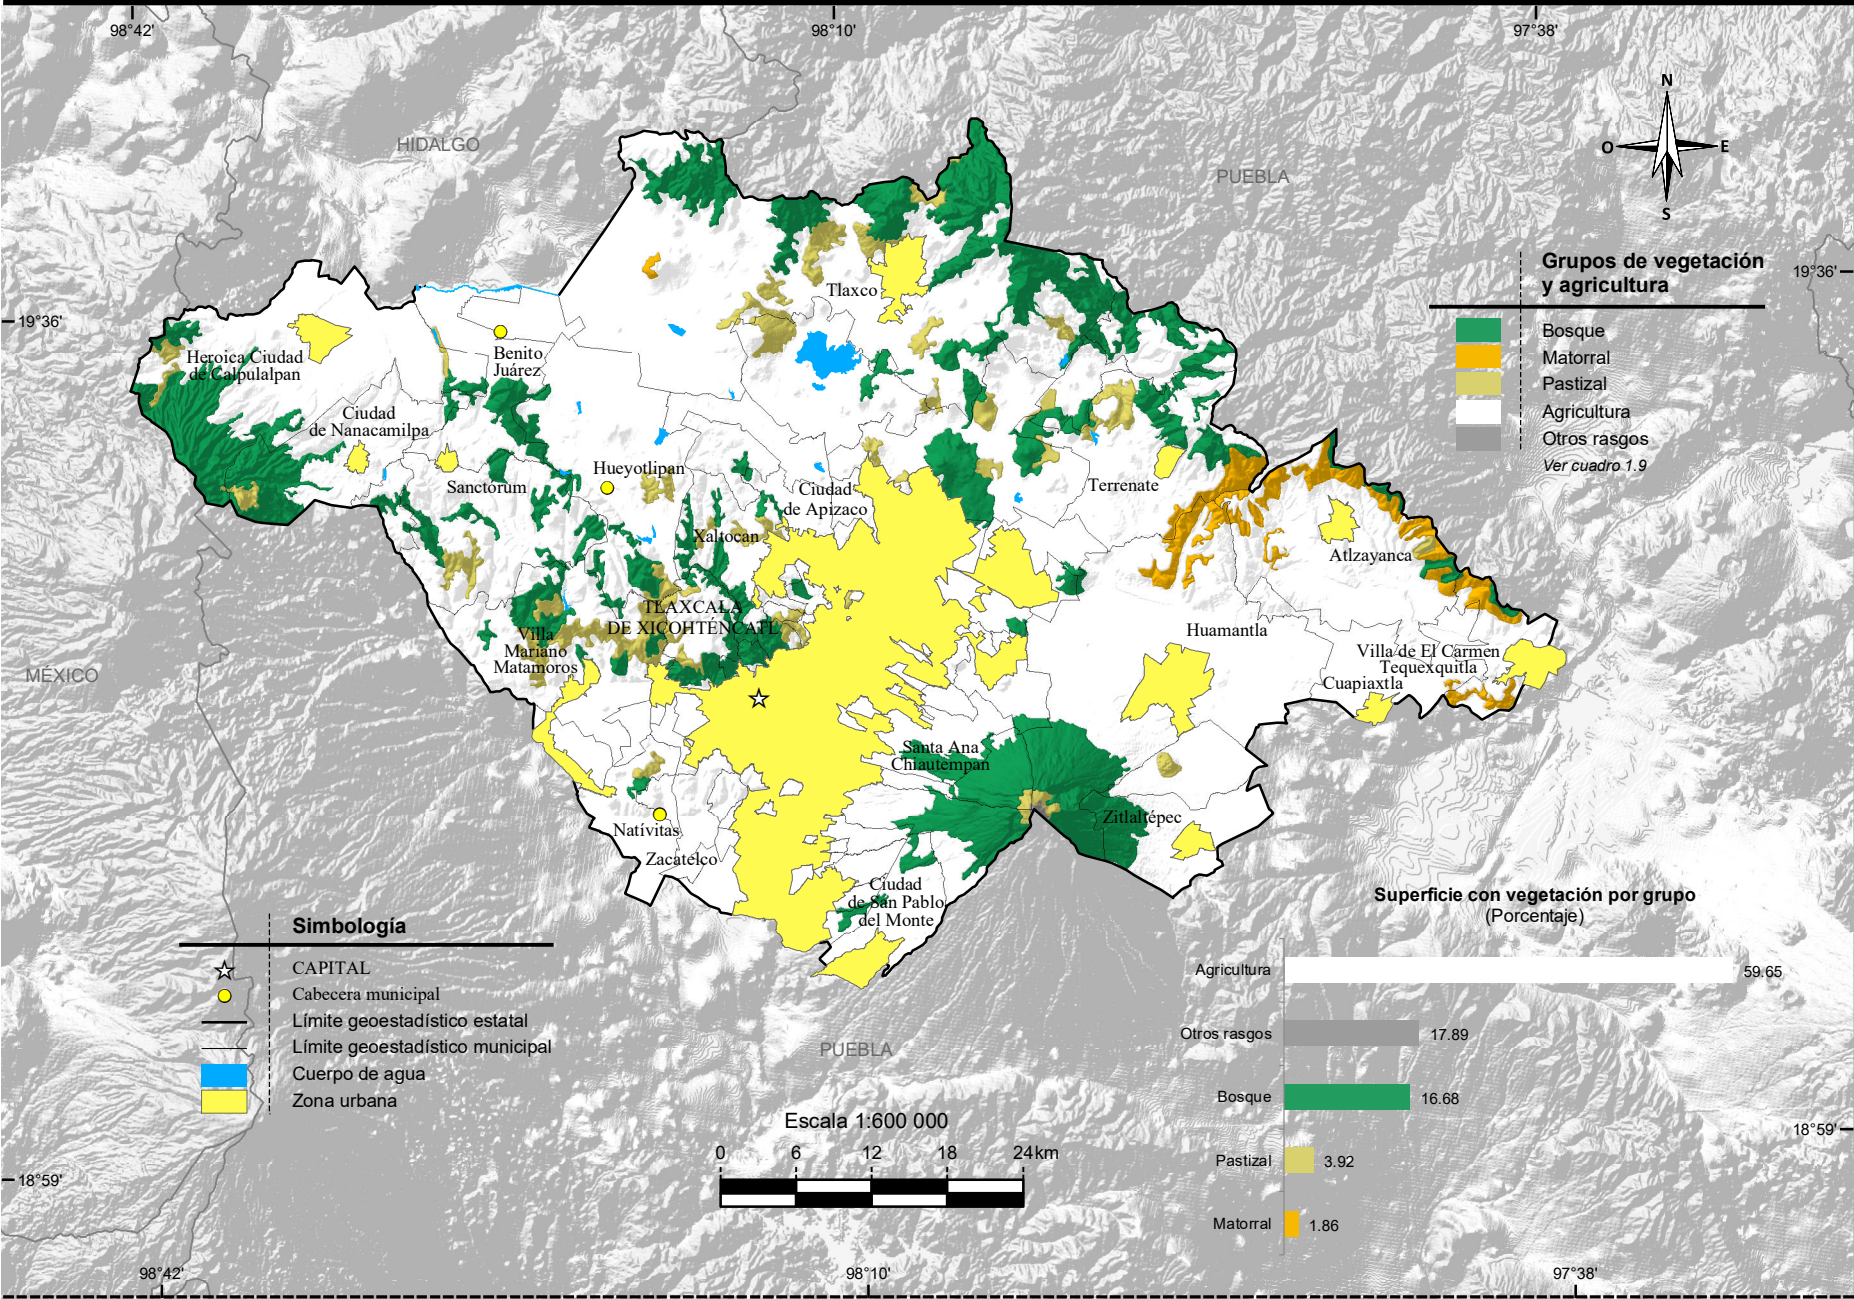 98°42'
98°10'
97°38'
HIDALGO
PUEBLA
N
O
E
S
Grupos de vegetación
y agricultura
19°36'
19°36'
Bosque
Matorral
Pastizal
Agricultura
Otros rasgos
Ver cuadro 1.9
Tlaxco
Benito
Juárez
Heroica Ciudad
de Calpulalpan
Ciudad
de Nanacamilpa
Hueyotlipan
Sanctórum
Ciudad
de Apizaco
Terrenate
Xaltocan
Atlzayanca
TLAXCALA
DE XICOHTÉNCATL
Huamantla
Villa
Mariano
Matamoros
Villa de El Carmen
Tequexquitla
Cuapiaxtla
MÉXICO
Santa Ana
Chiautempan
Zitlaltépec
Natívitas
Zacatelco
Ciudad
de San Pablo
del Monte
Simbología
CAPITAL
Cabecera municipal
Límite geoestadístico estatal
Límite geoestadístico municipal
Cuerpo de agua
Zona urbana
PUEBLA
Escala 1:600 000
0 6 12 18 24 km
Superficie con vegetación por grupo
(Porcentaje)
Agricultura 59.65
Otros rasgos 17.89
Bosque 16.68
Pastizal 3.92
Matorral 1.86
18°59'
18°59'
98°42'
98°10'
97°38'